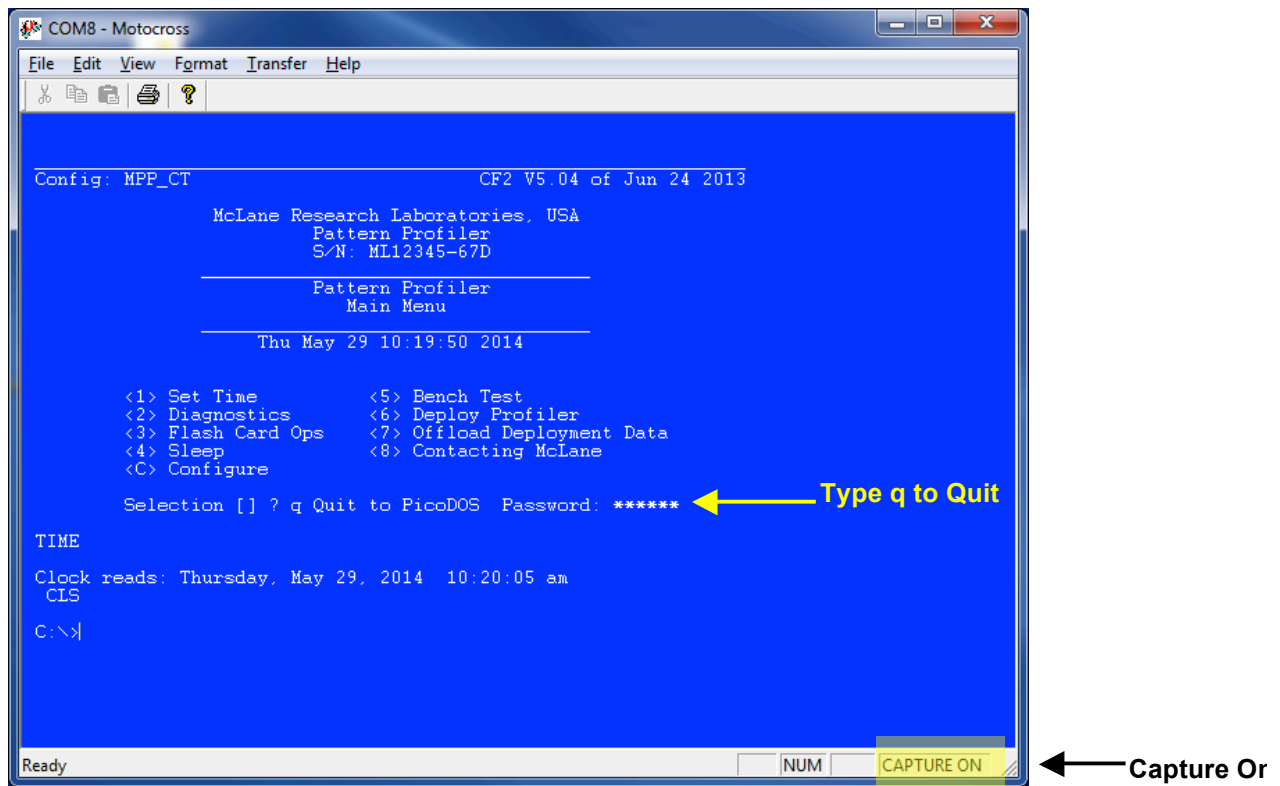 COM8 - Motocross
File Edit View Format Transfer Help
Config: MPP_CT CF2 V5.04 of Jun 24 2013
McLane Research Laboratories, USA
Pattern Profiler
S/N: ML12345-67D
Pattern Profiler
Main Menu
Thu May 29 10:19:50 2014
<1> Set Time <5> Bench Test
<2> Diagnostics <6> Deploy Profiler
<3> Flash Card Ops <7> Offload Deployment Data
<4> Sleep <8> Contacting McLane
<C> Configure
Selection [] ? q Quit to PicoDOS Password: ****** Type q to Quit
TIME
Clock reads: Thursday, May 29, 2014 10:20:05 am
CLS
C:\>
Ready NUM CAPTURE ON Capture On